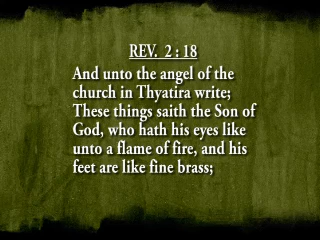 REV. 2 : 18
And unto the angel of the
church in Thyatira write;
These things saith the Son of
God, who hath his eyes like
unto a flame of fire, and his
feet are like fine brass;